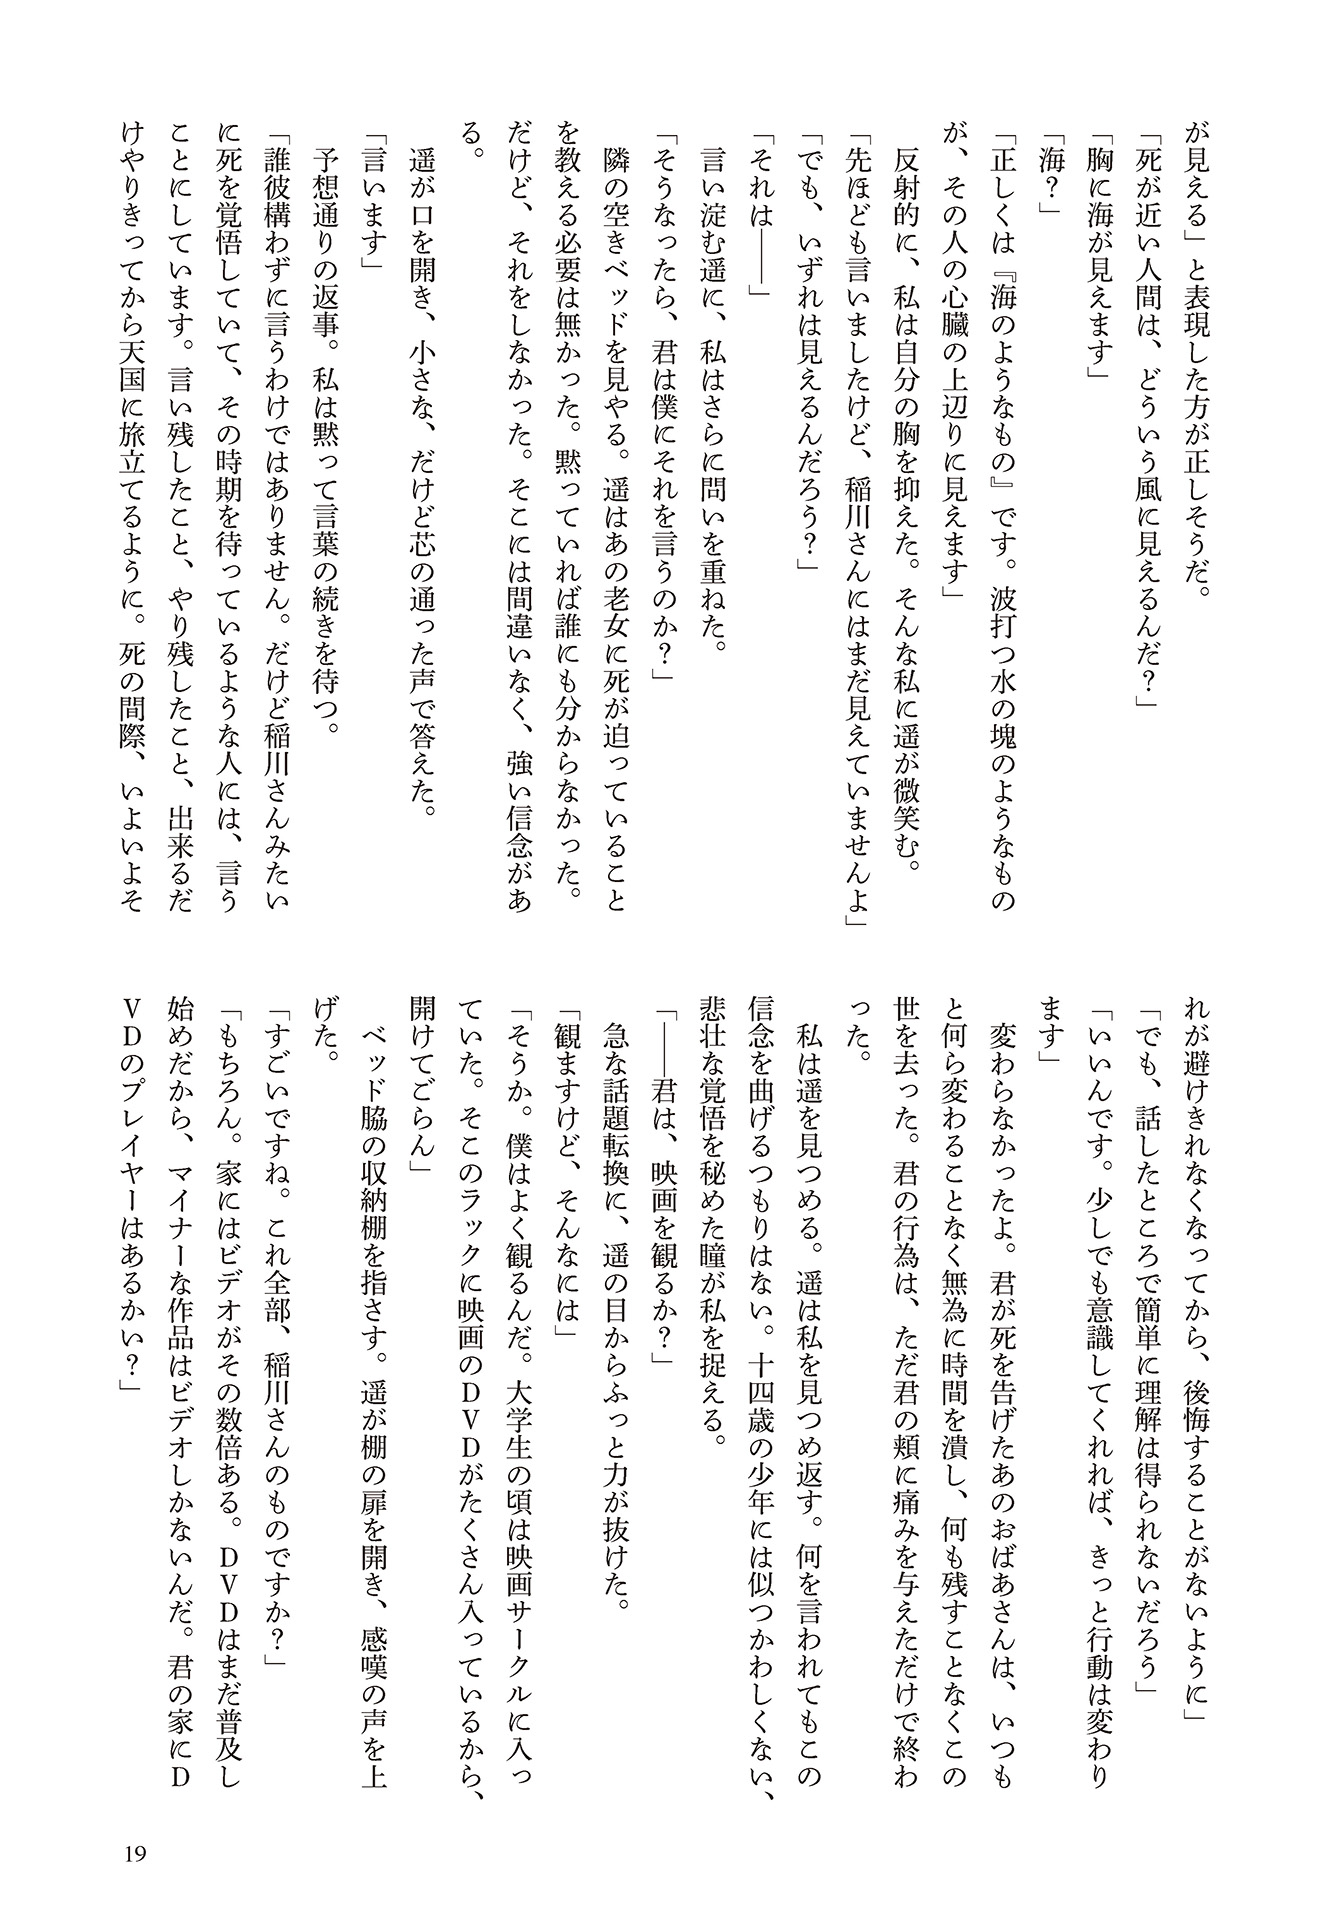 が見える」と表現した方が正しそうだ。
「死が近い人間は、どういう風に見えるんだ？」
「胸に海が見えます」
「海？」
「正しくは『海のようなもの』です。波打つ水の塊のようなもの
が、その人の心臓の上辺りに見えます」
　反射的に、私は自分の胸を抑えた。そんな私に遥が微笑む。
「先ほども言いましたけど、稲川さんにはまだ見えていませんよ」
「でも、いずれは見えるんだろう？」
「それは――」
　言い淀む遥に、私はさらに問いを重ねた。
「そうなったら、君は僕にそれを言うのか？」
　隣の空きベッドを見やる。遥はあの老女に死が迫っていること
を教える必要は無かった。黙っていれば誰にも分からなかった。
だけど、それをしなかった。そこには間違いなく、強い信念があ
る。
　遥が口を開き、小さな、だけど芯の通った声で答えた。
「言います」
　予想通りの返事。私は黙って言葉の続きを待つ。
「誰彼構わずに言うわけではありません。だけど稲川さんみたい
に死を覚悟していて、その時期を待っているような人には、言う
ことにしています。言い残したこと、やり残したこと、出来るだ
けやりきってから天国に旅立てるように。死の間際、いよいよそ
れが避けきれなくなってから、後悔することがないように」
「でも、話したところで簡単に理解は得られないだろう」
「いいんです。少しでも意識してくれれば、きっと行動は変わり
ます」
　変わらなかったよ。君が死を告げたあのおばあさんは、いつも
と何ら変わることなく無為に時間を潰し、何も残すことなくこの
世を去った。君の行為は、ただ君の頬に痛みを与えただけで終わ
った。
　私は遥を見つめる。遥は私を見つめ返す。何を言われてもこの
信念を曲げるつもりはない。十四歳の少年には似つかわしくない、
悲壮な覚悟を秘めた瞳が私を捉える。
「――君は、映画を観るか？」
　急な話題転換に、遥の目からふっと力が抜けた。
「観ますけど、そんなには」
「そうか。僕はよく観るんだ。大学生の頃は映画サークルに入っ
ていた。そこのラックに映画のＤＶＤがたくさん入っているから、
開けてごらん」
　ベッド脇の収納棚を指さす。遥が棚の扉を開き、感嘆の声を上
げた。
「すごいですね。これ全部、稲川さんのものですか？」
「もちろん。家にはビデオがその数倍ある。ＤＶＤはまだ普及し
始めだから、マイナーな作品はビデオしかないんだ。君の家にＤ
ＶＤのプレイヤーはあるかい？」
19